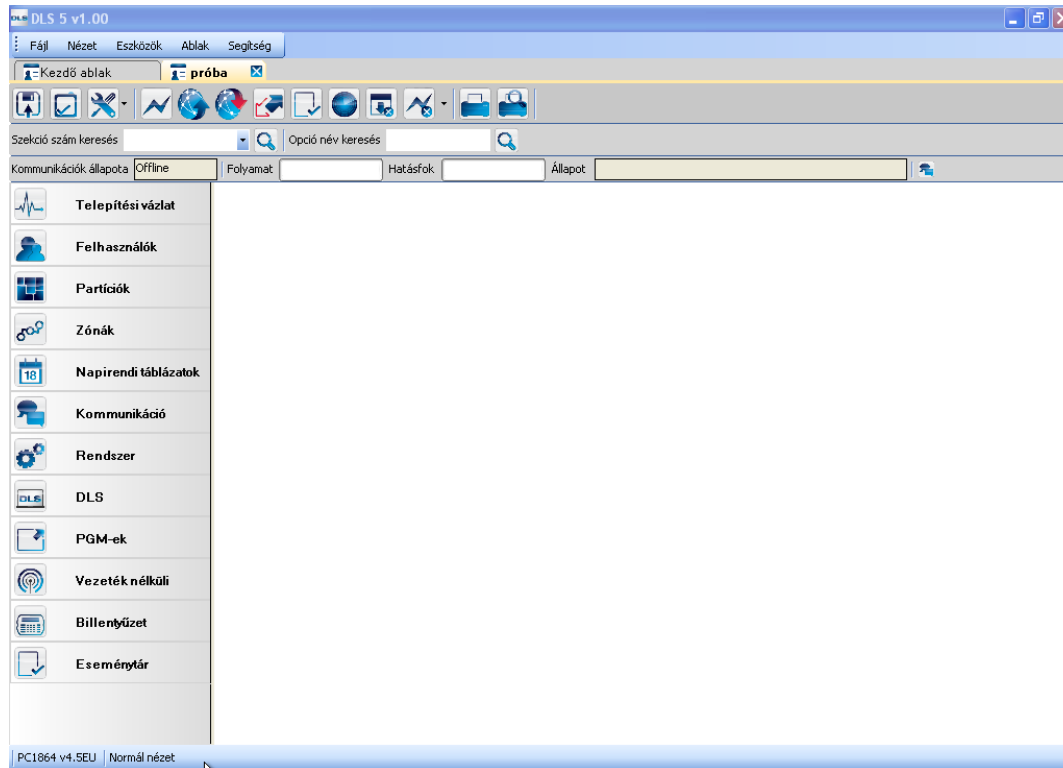 DLS DLS 5 v1.00
Fájl Nézet Eszközök Ablak Segítség
Kezdő ablak próba
Szekció szám keresés Opció név keresés
Kommunikációk állapota Offline Folyamat Hatásfok Állapot
Telepítési vázlat
Felhasználók
Partíciók
Zónák
18 Napirendi táblázatok
Kommunikáció
Rendszer
DLS DLS
PGM-ek
Vezeték nélküli
Billentyűzet
Eseménytár
PC1864 v4.5EU Normál nézet